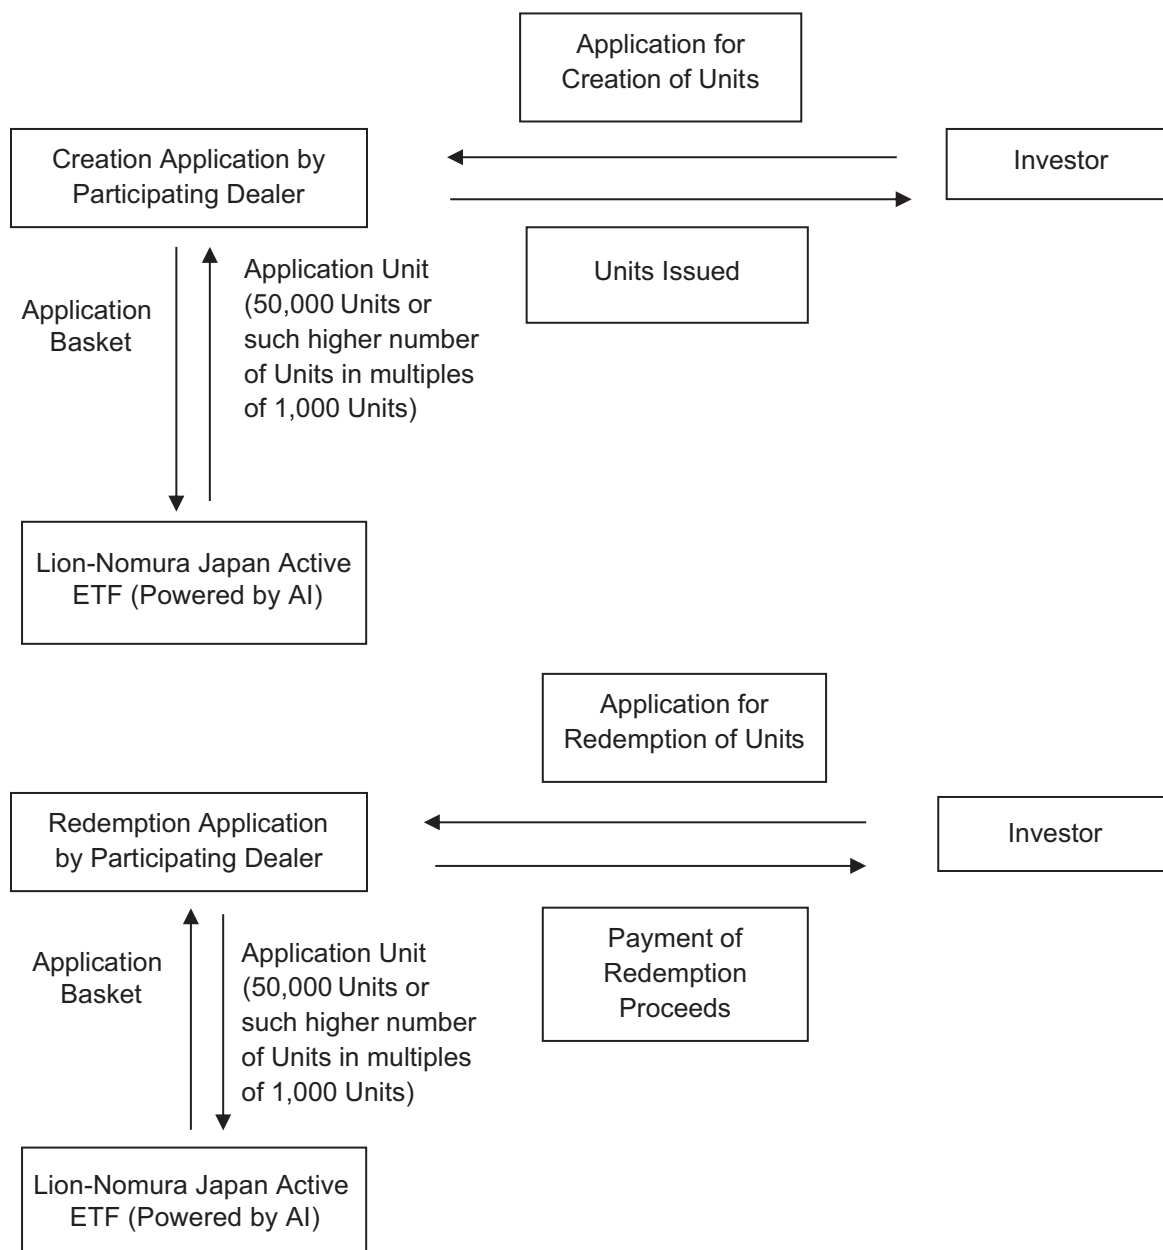 Application for
Creation of Units
Creation Application by
Participating Dealer
Investor
Units Issued
Application
Basket
Application Unit
(50,000 Units or
such higher number
of Units in multiples
of 1,000 Units)
Lion-Nomura Japan Active
ETF (Powered by AI)
Application for
Redemption of Units
Redemption Application
by Participating Dealer
Investor
Payment of
Redemption
Proceeds
Application
Basket
Application Unit
(50,000 Units or
such higher number
of Units in multiples
of 1,000 Units)
Lion-Nomura Japan Active
ETF (Powered by AI)